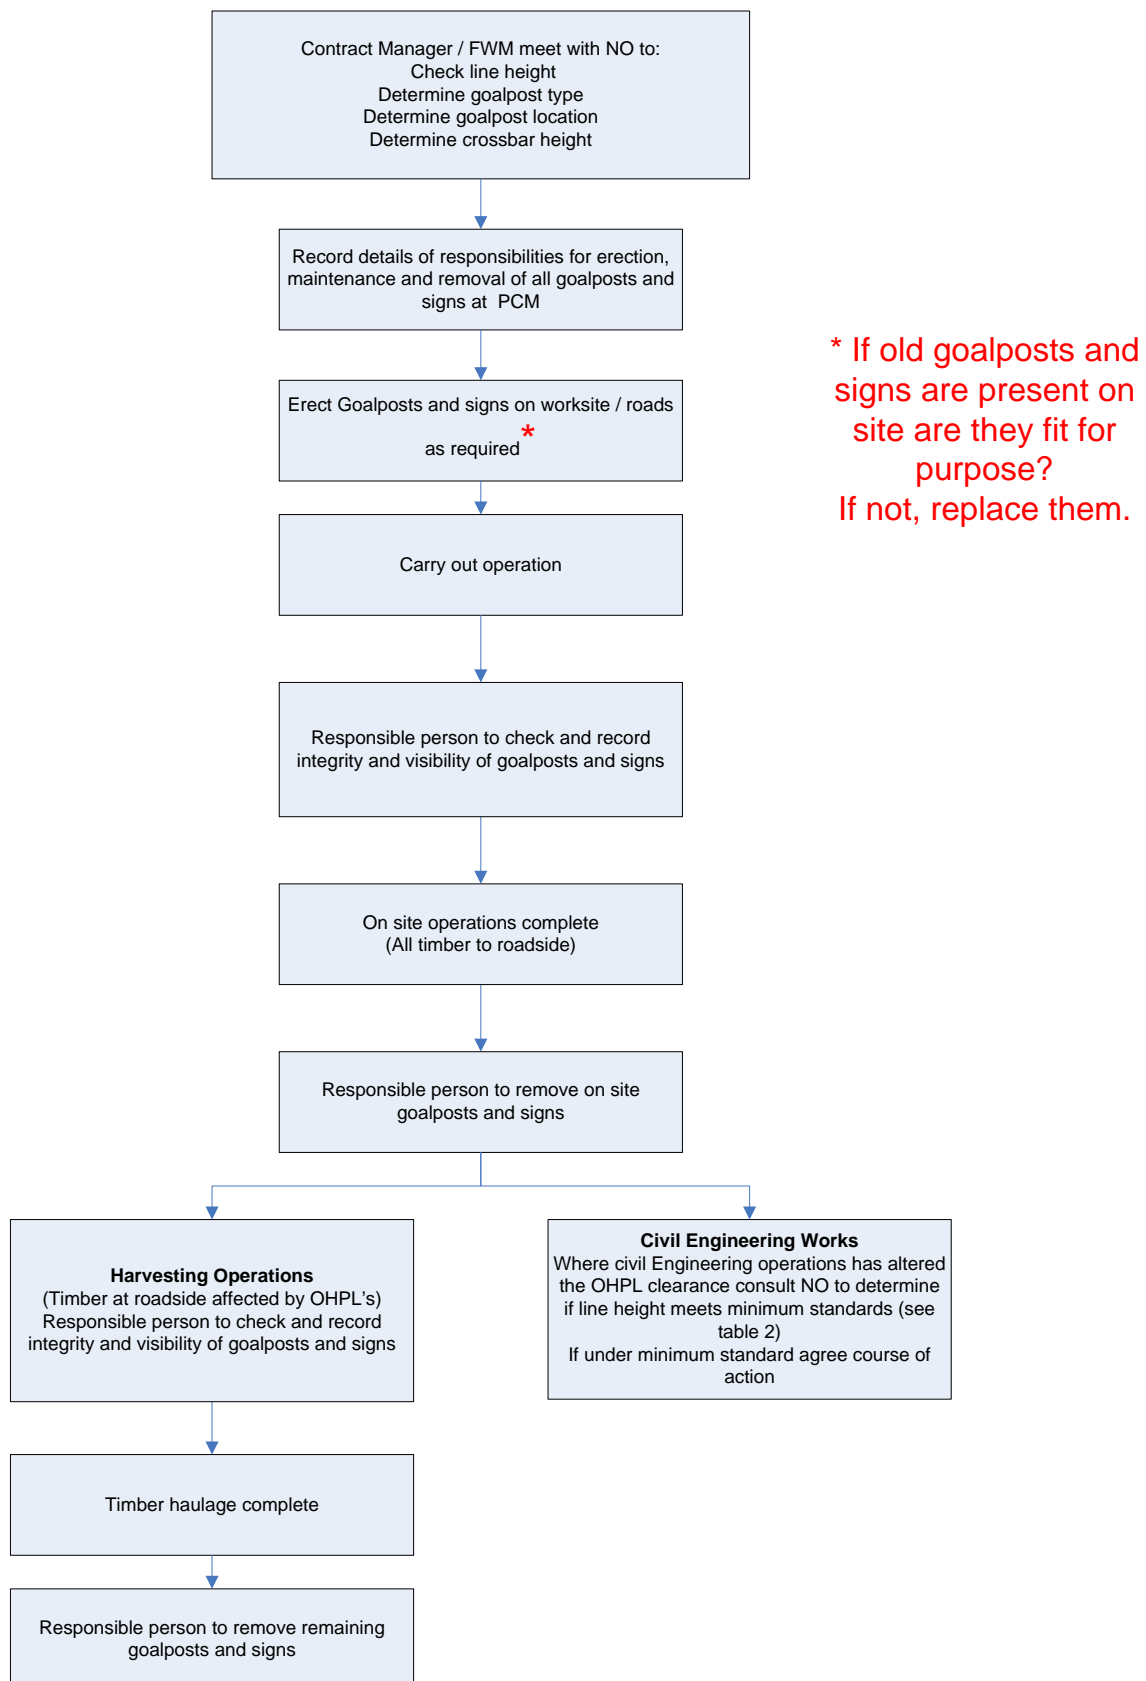 Contract Manager / FWM meet with NO to:
Check line height
Determine goalpost type
Determine goalpost location
Determine crossbar height
Record details of responsibilities for erection,
maintenance and removal of all goalposts and
signs at PCM
* If old goalposts and
signs are present on
site are they fit for
purpose?
If not, replace them.
Erect Goalposts and signs on worksite / roads
as required *
Carry out operation
Responsible person to check and record
integrity and visibility of goalposts and signs
On site operations complete
(All timber to roadside)
Responsible person to remove on site
goalposts and signs
Harvesting Operations
(Timber at roadside affected by OHPL's)
Responsible person to check and record
integrity and visibility of goalposts and signs
Civil Engineering Works
Where civil Engineering operations has altered
the OHPL clearance consult NO to determine
if line height meets minimum standards (see
table 2)
If under minimum standard agree course of
action
Timber haulage complete
Responsible person to remove remaining
goalposts and signs